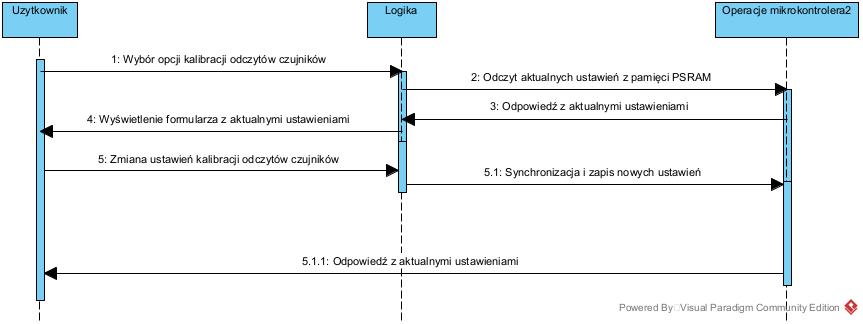 Uzytkownik
Logika
Operacje mikrokontrolera2
1: Wybór opcji kalibracji odczytów czujników
2: Odczyt aktualnych ustawień z pamięci PSRAM
3: Odpowiedź z aktualnymi ustawieniami
4: Wyświetlenie formularza z aktualnymi ustawieniami
5: Zmiana ustawień kalibracji odczytów czujników
5.1: Synchronizacja i zapis nowych ustawień
5.1.1: Odpowiedź z aktualnymi ustawieniami
Powered By Visual Paradigm Community Edition